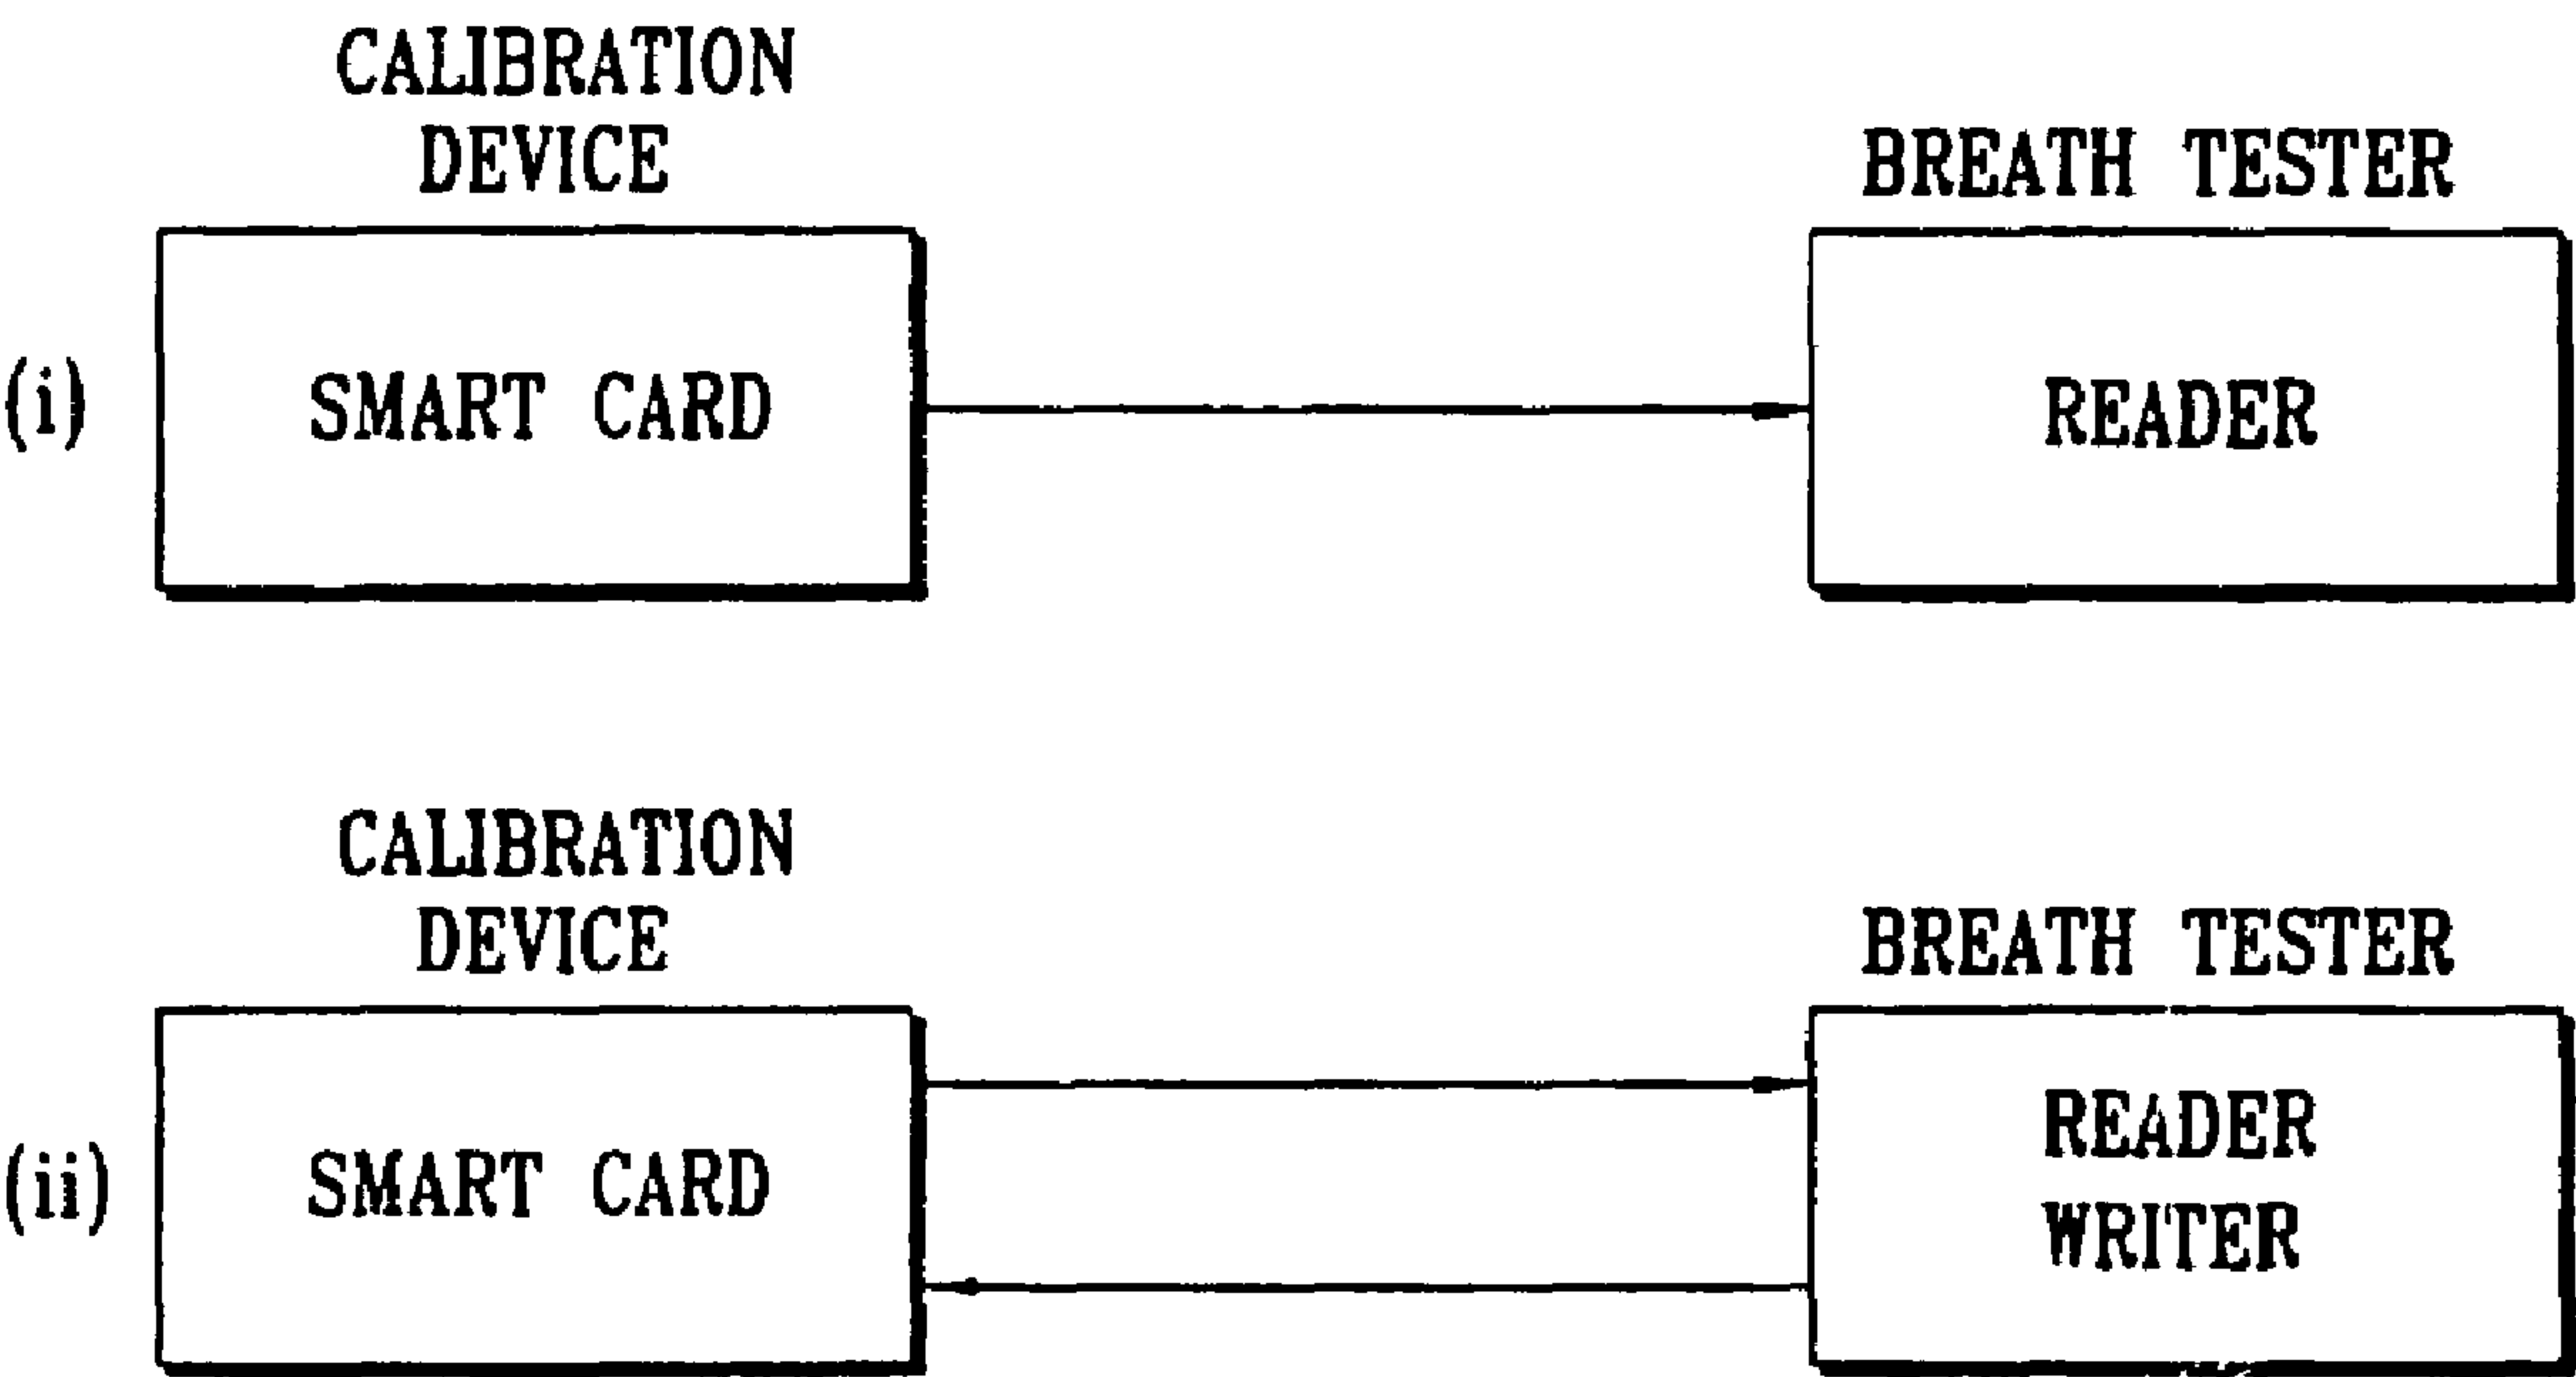 CALIBRATION
DEVICE
BREATH TESTER
(i)
SMART CARD
READER
CALIBRATION
DEVICE
BREATH TESTER
(ii)
SMART CARD
READER
WRITER